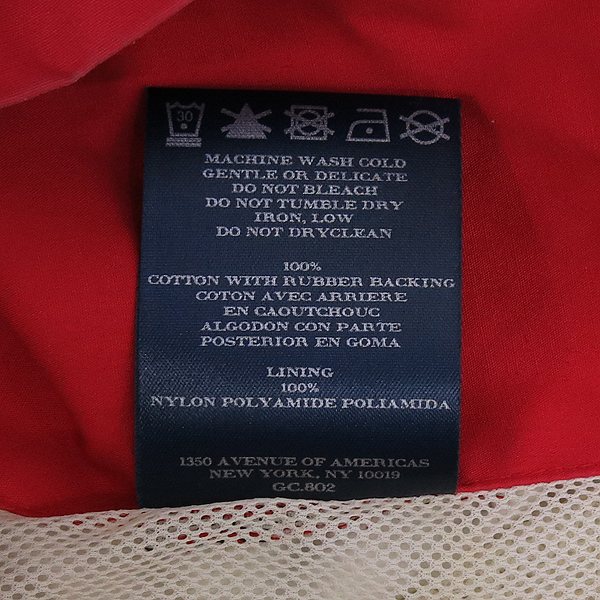 30
MACHINE WASH COLD
GENTLE OR DELICATE
DO NOT BLEACH
DO NOT TUMBLE DRY
IRON, LOW
DO NOT DRYCLEAN
100%
COTTON WITH RUBBER BACKING
COTON AVEC ARRIERE
EN CAOUTCHOUC
ALGODON CON PARTE
POSTERIOR EN GOMA
LINING
100%
NYLON POLYAMIDE POLIAMIDA
1350 AVENUE OF AMERICAS
NEW YORK, NY 10019
GC.802